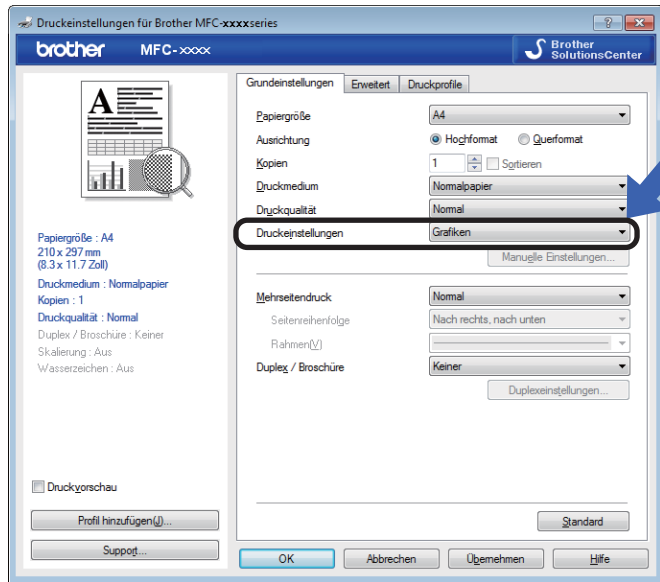 Druckeinstellungen für Brother MFC-xxxxseries
brother MFC-xxxx
Brother
SolutionsCenter
A
Papiergröße : A4
210 x 297 mm
(8.3 x 11.7 Zoll)
Druckmedium : Normalpapier
Kopien : 1
Druckqualität : Normal
Duplex / Broschüre : Keiner
Skalierung : Aus
Wasserzeichen : Aus
Druckvorschau
Profil hinzufügen(J)...
Support...
Grundeinstellungen Erweitert Druckprofile
Papiergröße A4
Ausrichtung Hochformat Querformat
Kopien 1 Sortieren
Druckmedium Normalpapier
Druckqualität Normal
Druckeinstellungen Grafiken
Manuelle Einstellungen...
Mehrseitendruck Normal
Seitenreihenfolge Nach rechts, nach unten
Rahmen(V)
Duplex / Broschüre Keiner
Duplexeinstellungen...
Standard
OK Abbrechen Übernehmen Hilfe